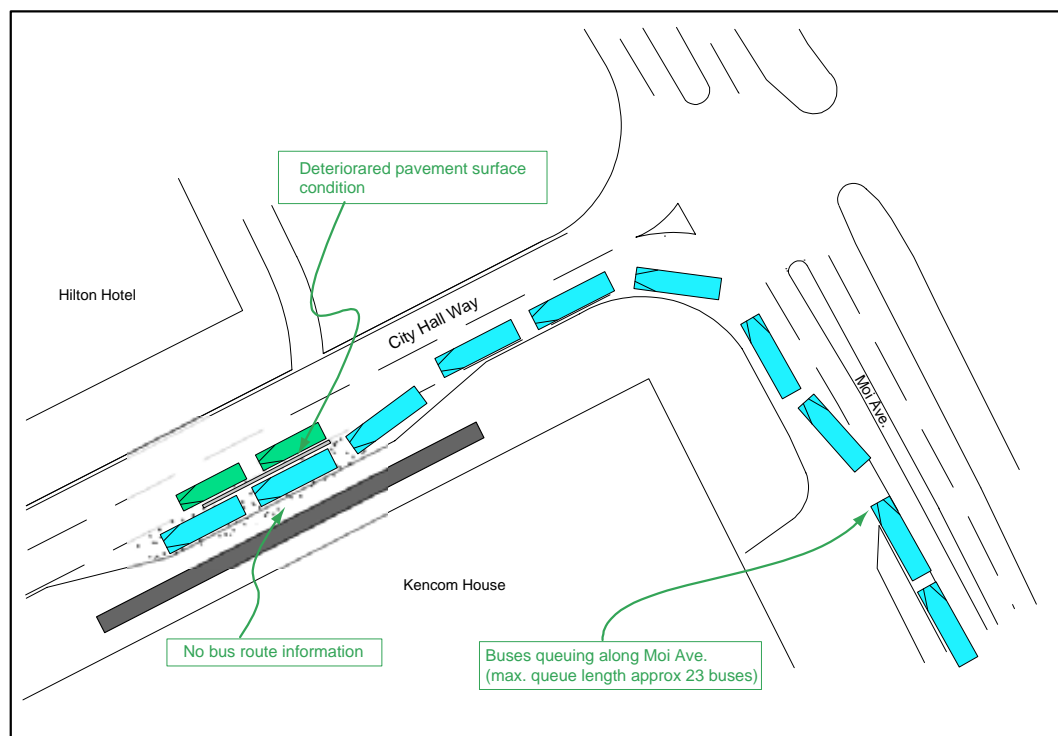 Deteriorared pavement surface
condition
Hilton Hotel
City Hall Way
Moi Ave.
Kencom House
No bus route information
Buses queuing along Moi Ave.
(max. queue length approx 23 buses)